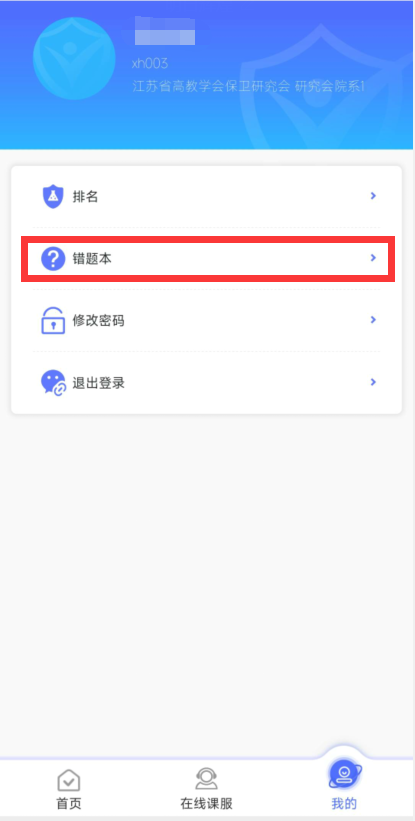 xh003
江苏省高教学会保卫研究会 研究会院系1
排名
错题本
修改密码
退出登录
首页
在线课服
我的